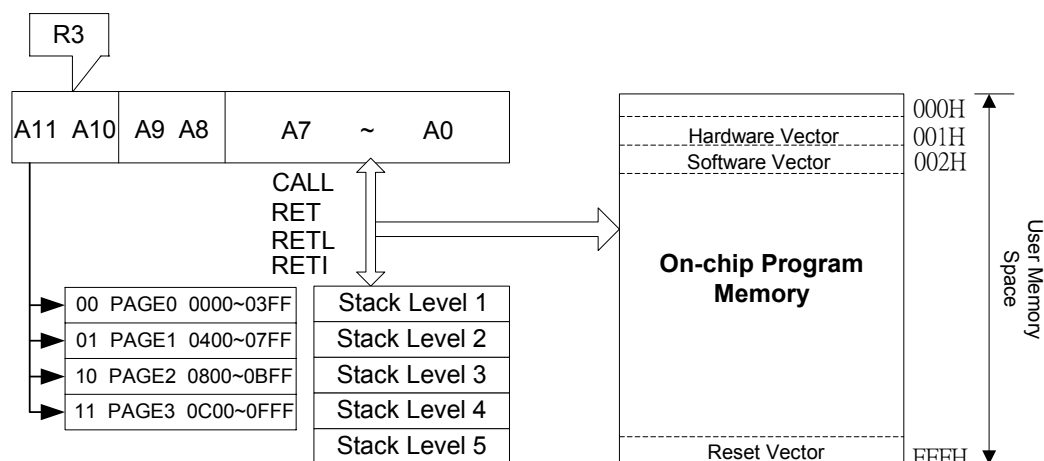 R3
A11 A10 A9 A8 A7 ~ A0
CALL
RET
RETL
RETI
00 PAGE0 0000~03FF
01 PAGE1 0400~07FF
10 PAGE2 0800~0BFF
11 PAGE3 0C00~0FFF
Stack Level 1
Stack Level 2
Stack Level 3
Stack Level 4
Stack Level 5
000H
Hardware Vector 001H
Software Vector 002H
On-chip Program
Memory
Reset Vector FFFH
User Memory
Space